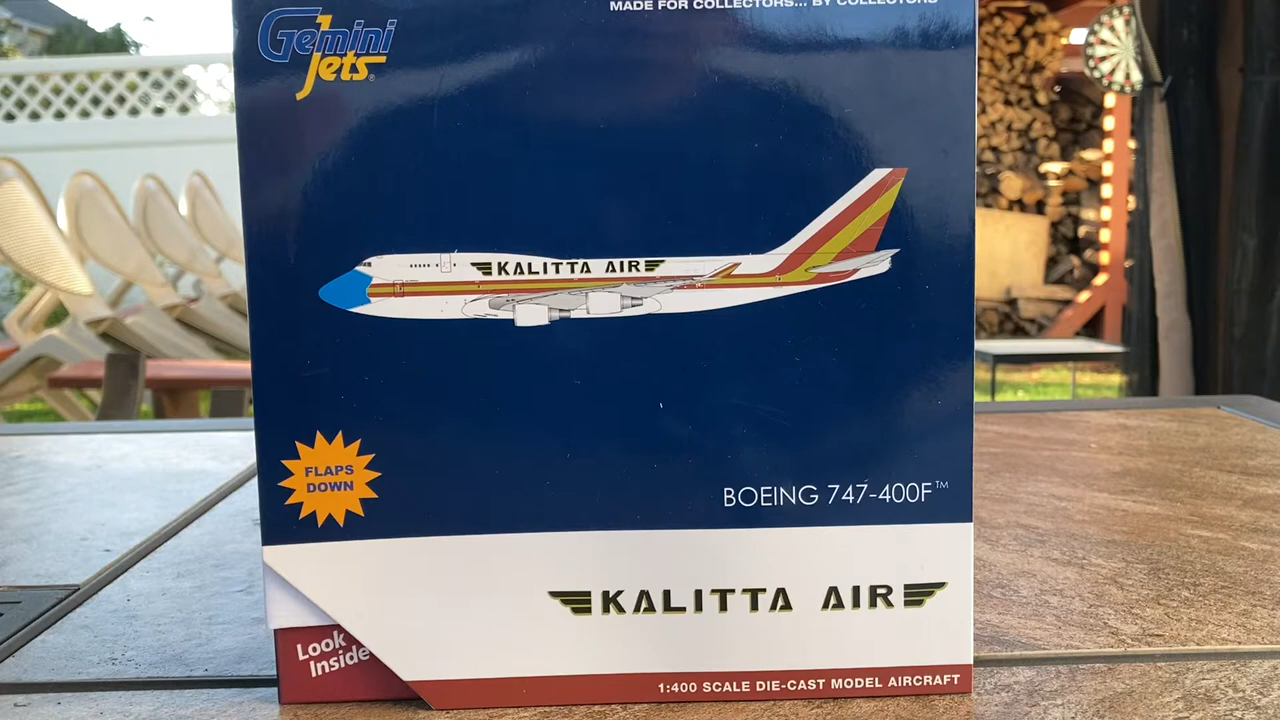 MADE FOR COLLECTORS... BY COLLECTORS
Gemini
Jets®
KALITTA AIR
FLAPS
DOWN
BOEING 747-400F™
KALITTA AIR
Look
Inside
1:400 SCALE DIE-CAST MODEL AIRCRAFT